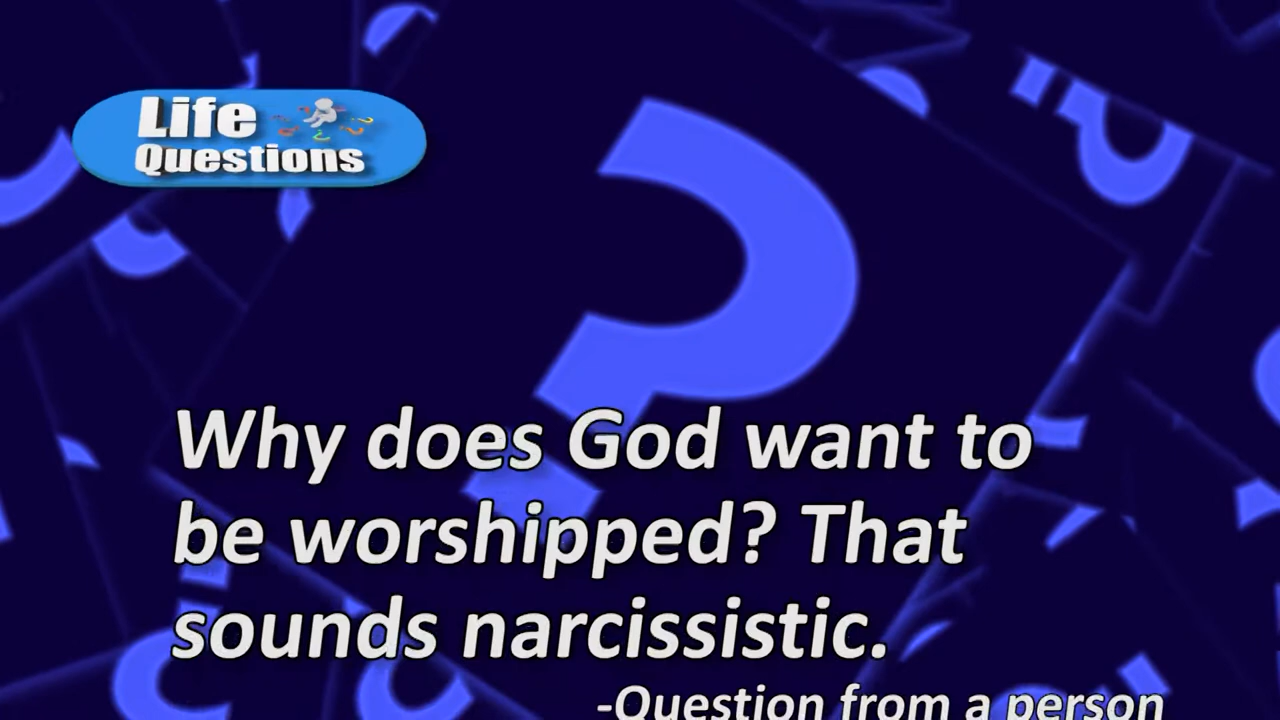 Life
Questions
Why does God want to
be worshipped? That
sounds narcissistic.
-Question from a person